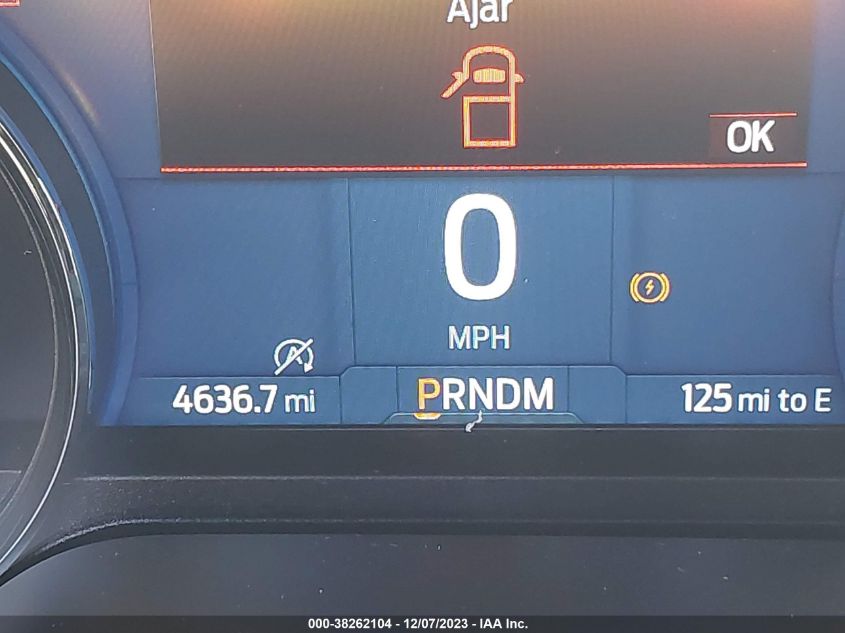 Ajar
OK
0
MPH
A
4636.7 mi
PRNDM
125 mi to E
000-38262104 - 12/07/2023 - IAA Inc.